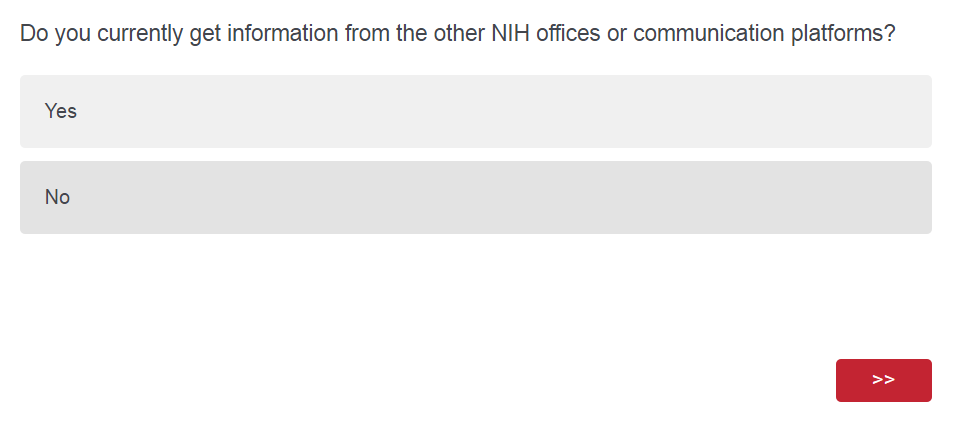 Do you currently get information from the other NIH offices or communication platforms?
Yes
No
>>